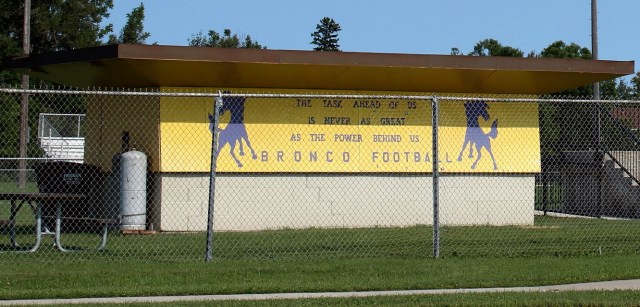 THE TASK AHEAD OF US
IS NEVER AS GREAT
AS THE POWER BEHIND US
BRONCO FOOTBALL